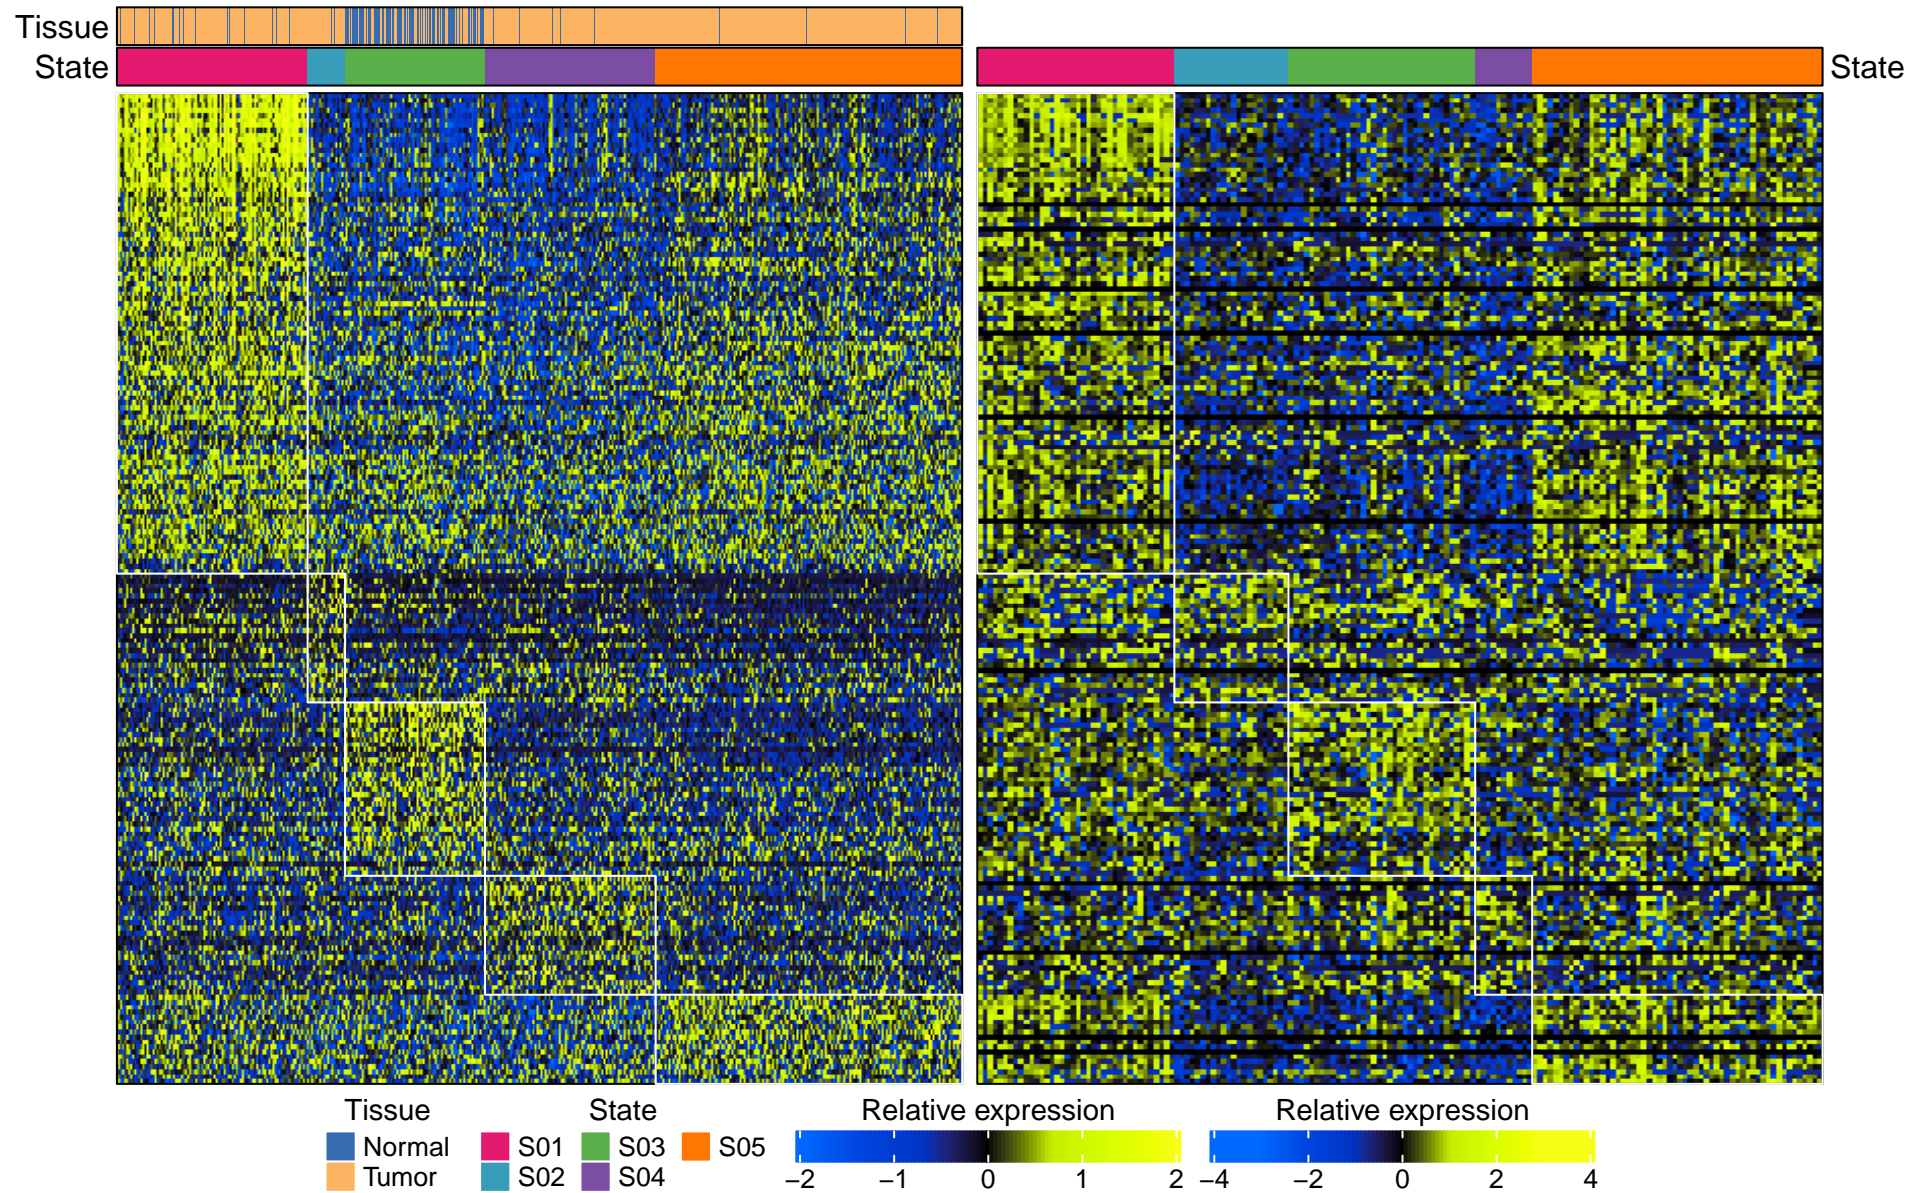 Tissue
State
State
Tissue State Relative expression Relative expression
Normal S01 S03 S05
Tumor S02 S04
−2 −1 0 1 2 −4 −2 0 2 4